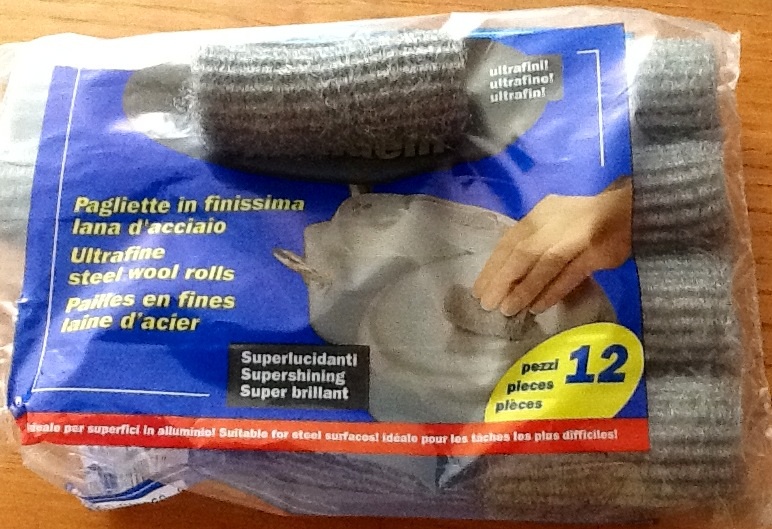 ultrafini!
ultrafine!
ultrafin!
Pagliette in finissima
lana d'acciaio
Ultrafine
steel wool rolls
Pailles en fines
laine d'acier
Superlucidanti
Supershining
Super brillant
pezzi
pieces
pièces
12
Ideale per superfici in alluminio! Suitable for steel surfaces! idéale pour les tâches les plus difficiles!